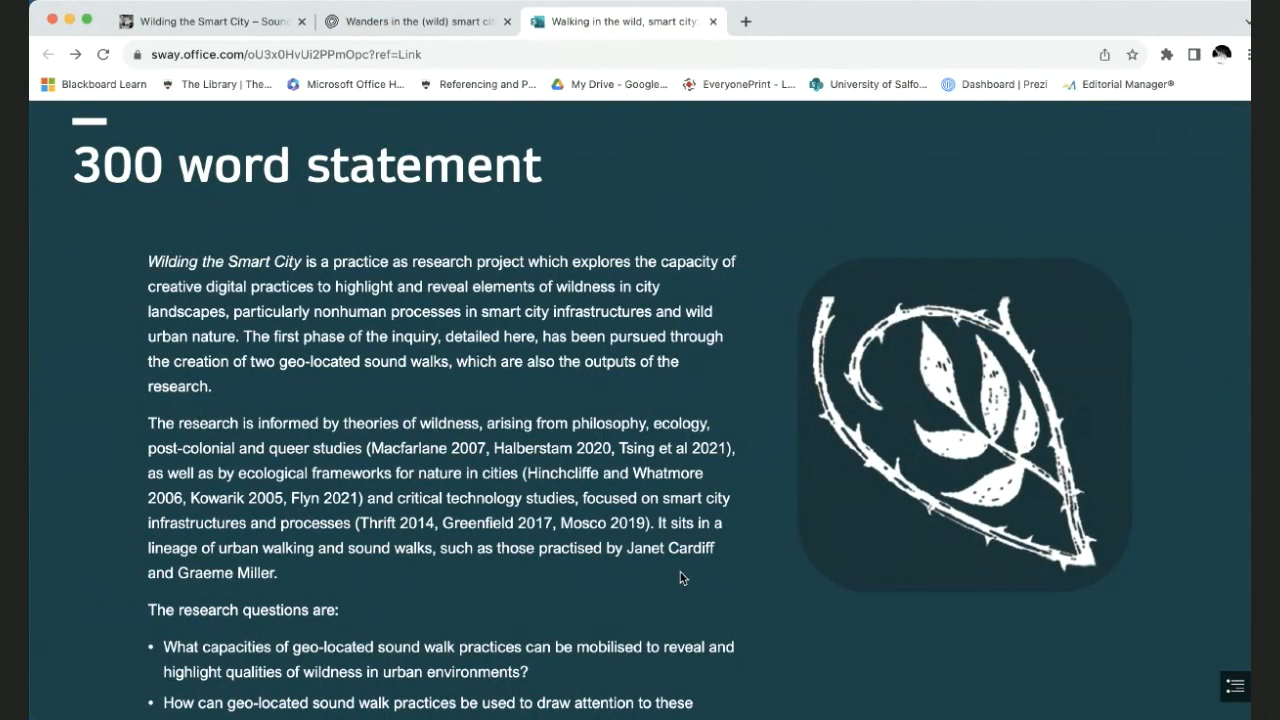 Wilding the Smart City – Soun
Wanders in the (wild) smart cit
Walking in the wild, smart city
sway.office.com/oU3x0HvUi2PPmOpc?ref=Link
Blackboard Learn
The Library | The...
Microsoft Office H...
Referencing and P...
My Drive - Google...
EveryonePrint - L...
University of Salfo...
Dashboard | Prezi
Editorial Manager®
300 word statement
Wilding the Smart City is a practice as research project which explores the capacity of
creative digital practices to highlight and reveal elements of wildness in city
landscapes, particularly nonhuman processes in smart city infrastructures and wild
urban nature. The first phase of the inquiry, detailed here, has been pursued through
the creation of two geo-located sound walks, which are also the outputs of the
research.
The research is informed by theories of wildness, arising from philosophy, ecology,
post-colonial and queer studies (Macfarlane 2007, Halberstam 2020, Tsing et al 2021),
as well as by ecological frameworks for nature in cities (Hinchcliffe and Whatmore
2006, Kowarik 2005, Flyn 2021) and critical technology studies, focused on smart city
infrastructures and processes (Thrift 2014, Greenfield 2017, Mosco 2019). It sits in a
lineage of urban walking and sound walks, such as those practised by Janet Cardiff
and Graeme Miller.
The research questions are:
• What capacities of geo-located sound walk practices can be mobilised to reveal and
highlight qualities of wildness in urban environments?
• How can geo-located sound walk practices be used to draw attention to these